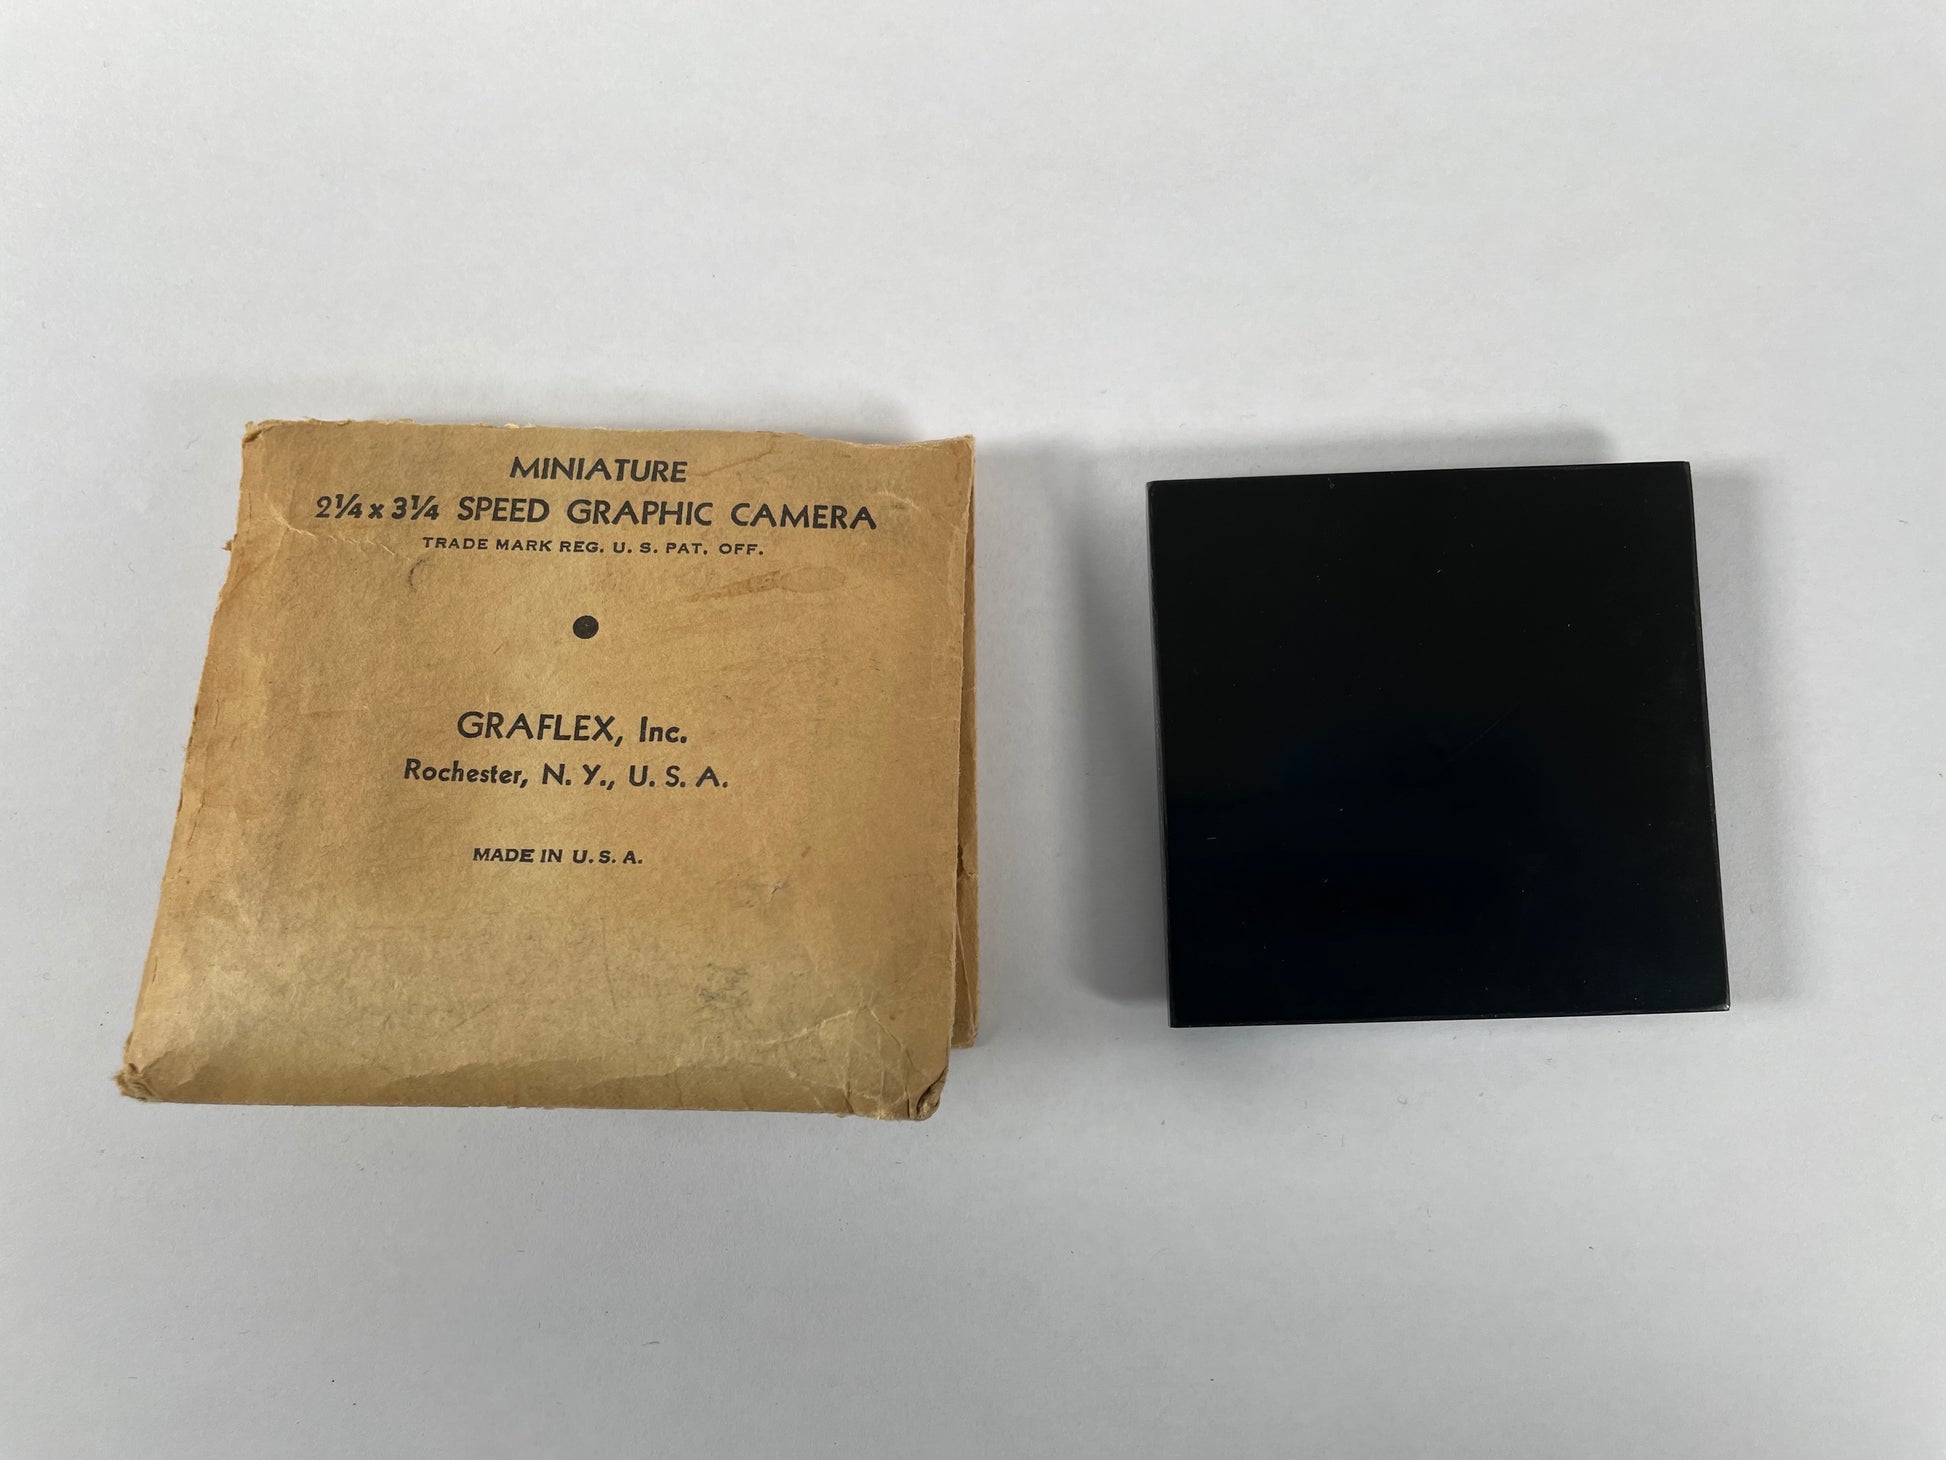 MINIATURE
2¼ x 3¼ SPEED GRAPHIC CAMERA
TRADE MARK REG. U. S. PAT. OFF.
GRAFLEX, Inc.
Rochester, N. Y., U. S. A.
MADE IN U. S. A.